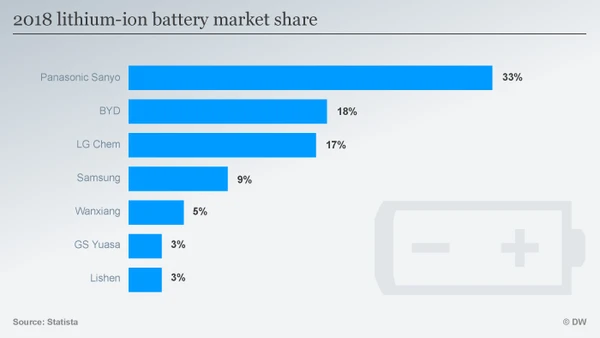 2018 lithium-ion battery market share
Panasonic Sanyo 33%
BYD 18%
LG Chem 17%
Samsung 9%
Wanxiang 5%
GS Yuasa 3%
Lishen 3%
Source: Statista © DW